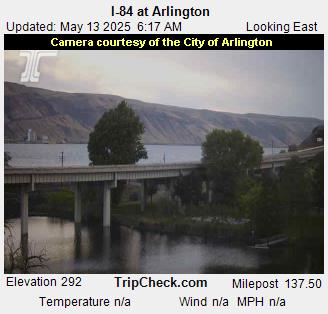 I-84 at Arlington
Updated: May 13 2025 6:17 AM Looking East
Camera courtesy of the City of Arlington
Elevation 292 TripCheck.com Milepost 137.50
Temperature n/a Wind n/a MPH n/a